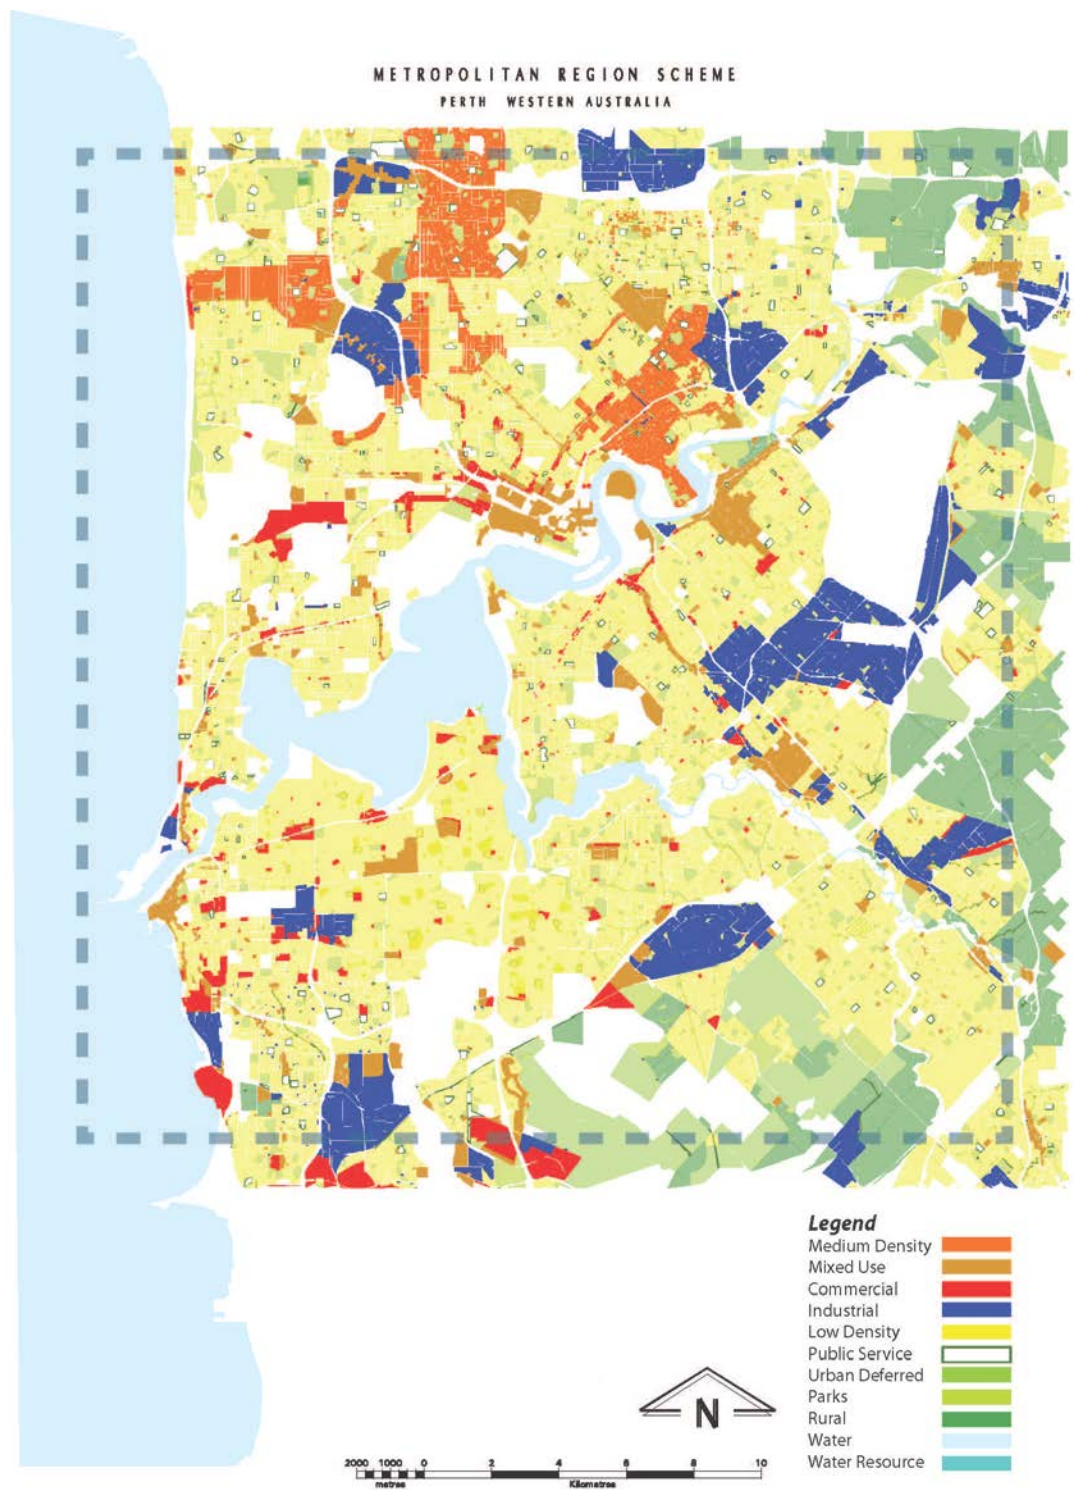 METROPOLITAN REGION SCHEME
PERTH WESTERN AUSTRALIA
Legend
Medium Density
Mixed Use
Commercial
Industrial
Low Density
Public Service
Urban Deferred
Parks
Rural
Water
Water Resource
N
2000 1000 0 2 4 6 8 10
metres Kilometres